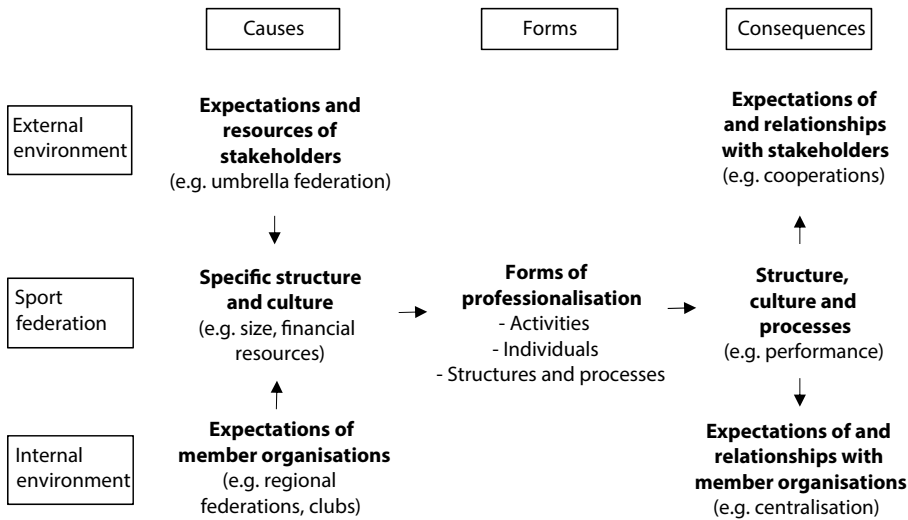 Causes
Forms
Consequences
External
environment
Expectations and
resources of
stakeholders
(e.g. umbrella federation)
Expectations of
and relationships
with stakeholders
(e.g. cooperations)
Sport
federation
Specific structure
and culture
(e.g. size, financial
resources)
Forms of
professionalisation
- Activities
- Individuals
- Structures and processes
Structure,
culture and
processes
(e.g. performance)
Internal
environment
Expectations of
member organisations
(e.g. regional
federations, clubs)
Expectations of and
relationships with
member organisations
(e.g. centralisation)